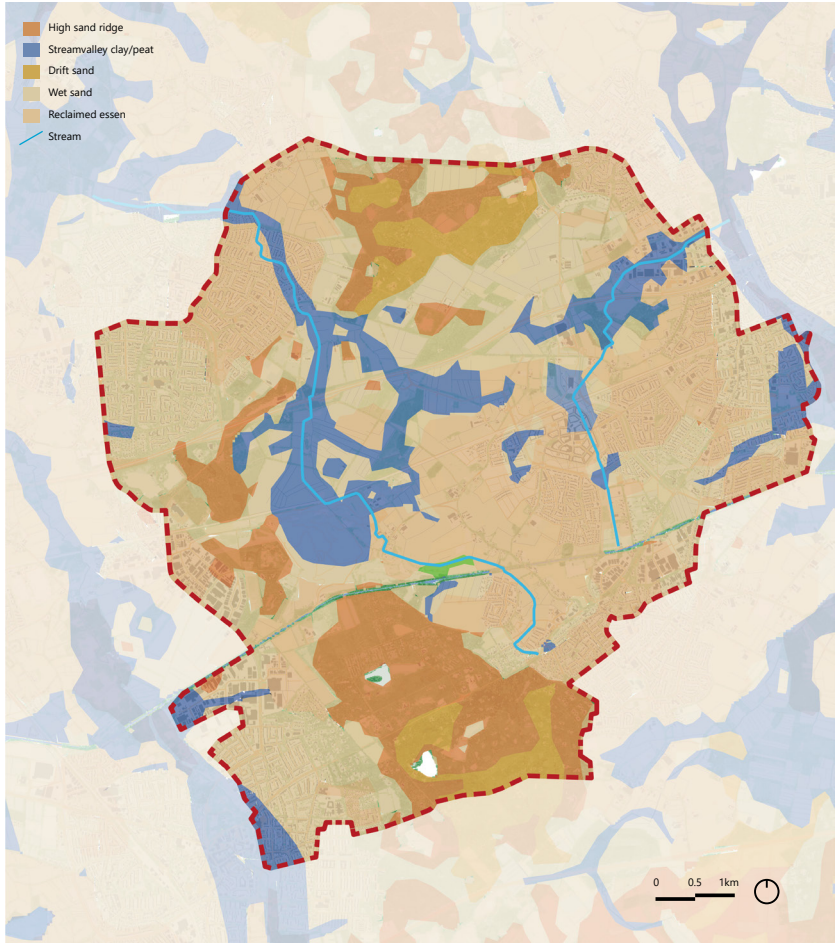 High sand ridge
Streamvalley clay/peat
Drift sand
Wet sand
Reclaimed essen
Stream
0 0.5 1km